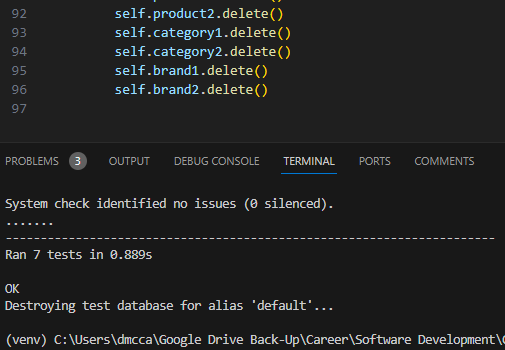 92 self.product2.delete()
93 self.category1.delete()
94 self.category2.delete()
95 self.brand1.delete()
96 self.brand2.delete()
97
PROBLEMS 3 OUTPUT DEBUG CONSOLE TERMINAL PORTS COMMENTS
System check identified no issues (0 silenced).
.......
----------------------------------------------------------------------
Ran 7 tests in 0.889s
OK
Destroying test database for alias 'default'...
(venv) C:\Users\dmcca\Google Drive Back-Up\Career\Software Development\